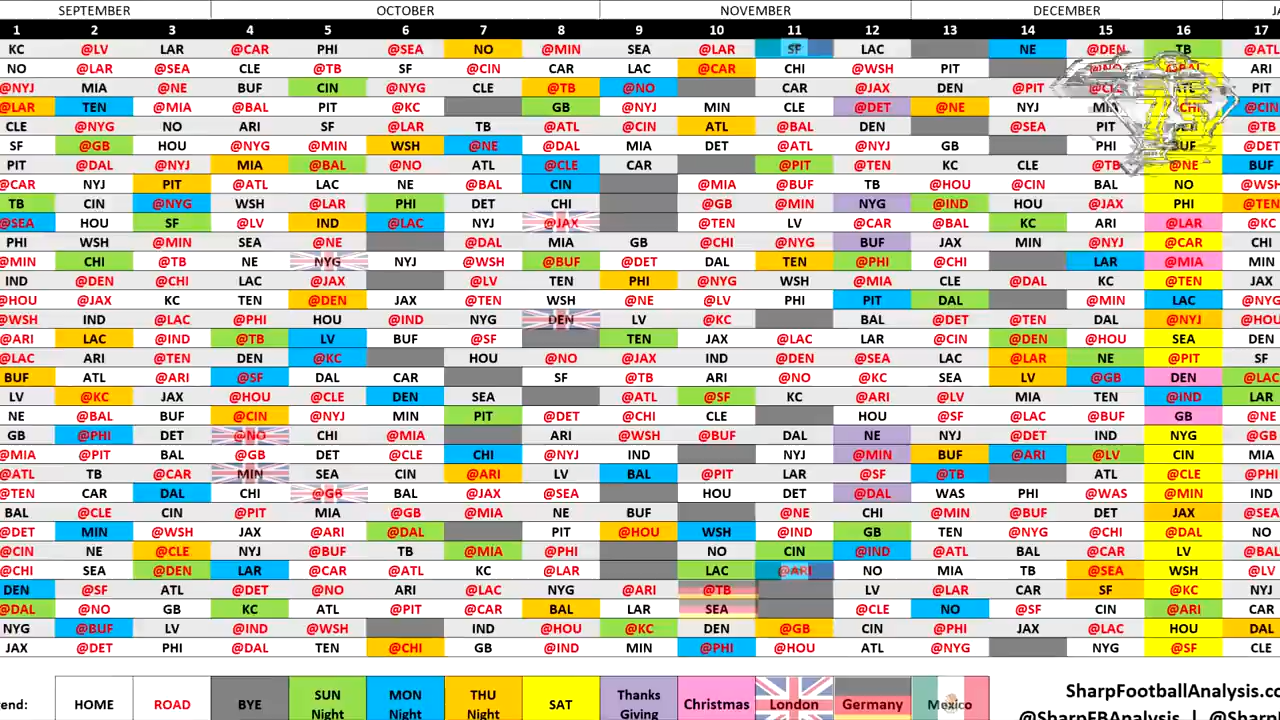 SEPTEMBER OCTOBER NOVEMBER DECEMBER JA
1 2 3 4 5 6 7 8 9 10 11 12 13 14 15 16 17
KC @LV LAR @CAR PHI @SEA NO @MIN SEA @LAR SF LAC NE @DEN TB @ATL
NO @LAR @SEA CLE @TB SF @CIN CAR LAC @CAR CHI @WSH PIT @NO @BAL ARI
@NYJ MIA @NE BUF CIN @NYG CLE @TB @NO CAR @JAX DEN @PIT @CLE ATL PIT
@LAR TEN @MIA @BAL PIT @KC GB @NYJ MIN CLE @DET @NE NYJ MIA @CHI @CIN
CLE @NYG NO ARI SF @LAR TB @ATL @CIN ATL @BAL DEN @SEA PIT @TB
SF @GB HOU @NYG @MIN WSH @NE @DAL MIA DET @ATL @NYJ GB PHI BUF @DET
PIT @DAL @NYJ MIA @BAL @NO ATL @CLE CAR @PIT @TEN KC CLE @TB @NE BUF
@CAR NYJ PIT @ATL LAC NE @BAL CIN @MIA @BUF TB @HOU @CIN BAL NO @WSH
TB CIN @NYG WSH @LAR PHI DET CHI @GB @MIN NYG @IND HOU @JAX PHI @TEN
@SEA HOU SF @LV IND @LAC NYJ @JAX @TEN LV @CAR @BAL KC ARI @LAR @KC
PHI WSH @MIN SEA @NE @DAL MIA GB @CHI @NYG BUF JAX MIN @NYJ @CAR CHI
@MIN CHI @TB NE NYG NYJ @WSH @BUF @DET DAL TEN @PHI @CHI LAR @MIA MIN
IND @DEN @CHI LAC @JAX @LV TEN PHI @NYG WSH @MIA CLE @DAL KC @TEN JAX
@HOU @JAX KC TEN @DEN JAX @TEN WSH @NE @LV PHI PIT DAL @MIN LAC @NYG
@WSH IND @LAC @PHI HOU @IND NYG DEN LV @KC BAL @DET @TEN DAL @NYJ @HOU
@ARI LAC @IND @TB LV BUF @SF TEN JAX @LAC LAR @CIN @DEN @HOU SEA DEN
@LAC ARI @TEN DEN @KC HOU @NO @JAX IND @DEN @SEA LAC @LAR NE @PIT SF
BUF ATL @ARI @SF DAL CAR SF @TB ARI @NO @KC SEA LV @GB DEN @LAC
LV @KC JAX @HOU @CLE DEN SEA @ATL @SF KC @ARI @LV MIA TEN @IND LAR
NE @BAL BUF @CIN @NYJ MIN PIT @DET @CHI CLE HOU @SF @LAC @BUF GB @NE
GB @PHI DET @NO CHI @MIA ARI @WSH @BUF DAL NE NYJ @DET IND NYG @GB
@MIA @PIT BAL @GB DET @CLE CHI @NYJ IND NYJ @MIN BUF @ARI @LV CIN MIA
@ATL TB @CAR MIN SEA CIN @ARI LV BAL @PIT LAR @SF @TB ATL @CLE @PHI
@TEN CAR DAL CHI @GB BAL @JAX @SEA HOU DET @DAL WAS PHI @WAS @MIN IND
BAL CLE CIN @PIT MIA @GB @MIA NE BUF @NE CHI @MIN @BUF DET JAX @SEA
@DET MIN @WSH JAX @ARI @DAL PIT @HOU WSH @IND GB TEN @NYG @CHI @DAL NO
@CIN NE @CLE NYJ @BUF TB @MIA @PHI NO CIN @IND @ATL BAL @CAR LV BAL
@CHI SEA @DEN LAR @CAR @ATL KC @LAR LAC @ARI NO MIA TB @SEA WSH @LV
DEN @SF ATL @DET @NO ARI LAC NYG @ARI @TB LV @LAR CAR SF @KC NYJ
@DAL @NO GB KC ATL @PIT @CAR BAL LAR SEA @CLE NO @SF CIN @ARI CAR
NYG @BUF LV @IND @WSH IND @HOU @KC DEN @GB CIN @PHI JAX @LAC HOU DAL
JAX @DET PHI @DAL TEN @CHI GB @IND MIN @PHI @HOU ATL @NYG NYG @SF CLE
end: HOME ROAD BYE SUN Night MON Night THU Night SAT Thanks Giving Christmas London Germany Mexico
SharpFootballAnalysis.co
@SharpFBAnalysis | @Sharp